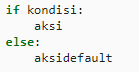 if kondisi:
    aksi
else:
    aksidefault